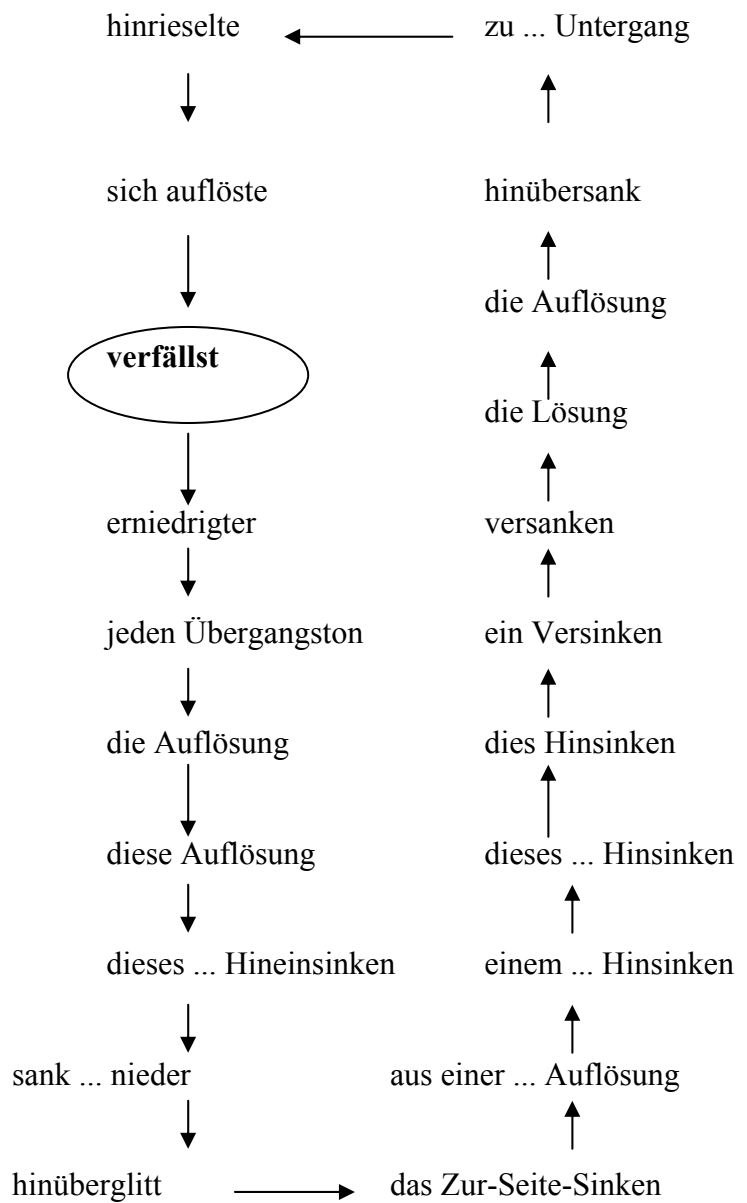 hinrieselte
zu ... Untergang
sich auflöste
hinübersank
die Auflösung
verfällst
die Lösung
erniedrigter
versanken
jeden Übergangston
ein Versinken
die Auflösung
dies Hinsinken
diese Auflösung
dieses ... Hinsinken
dieses ... Hineinsinken
einem ... Hinsinken
sank ... nieder
aus einer ... Auflösung
hinüberglitt
das Zur-Seite-Sinken